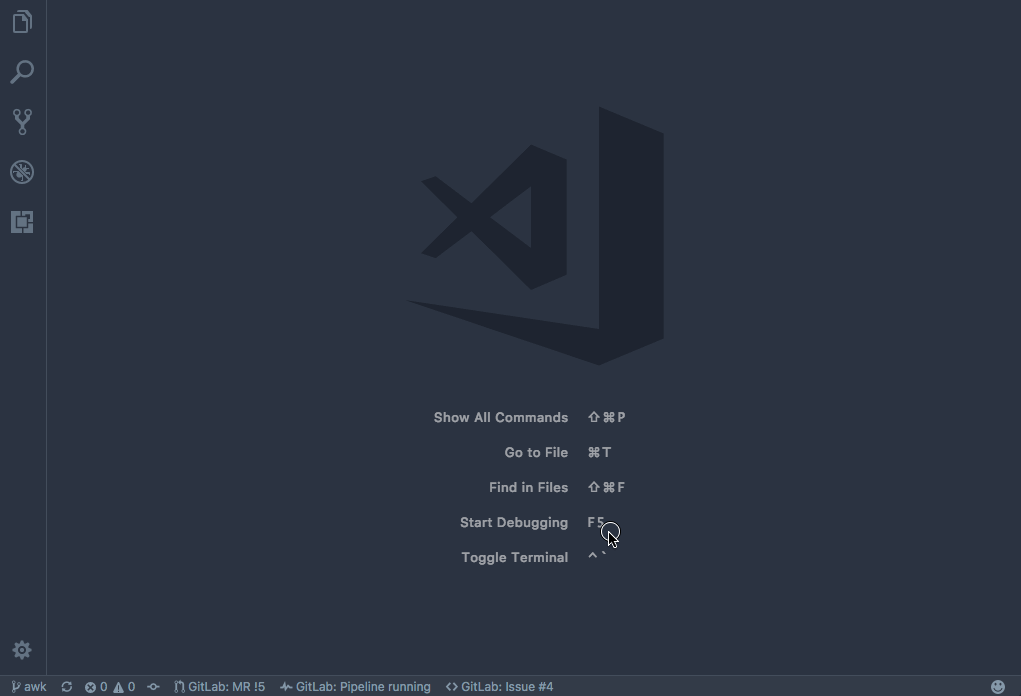 Show All Commands ⇧⌘P
Go to File ⌘T
Find in Files ⇧⌘F
Start Debugging F5
Toggle Terminal ^`
awk 0 0 GitLab: MR !5 GitLab: Pipeline running GitLab: Issue #4